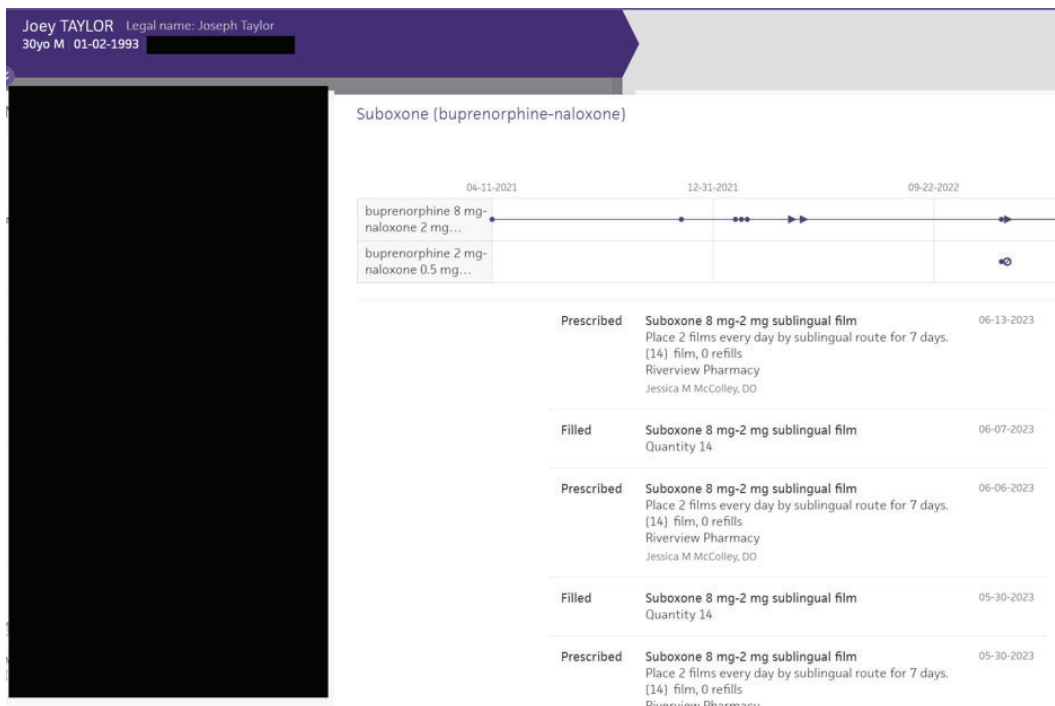 Joey TAYLOR Legal name: Joseph Taylor
30yo M 01-02-1993
Suboxone (buprenorphine-naloxone)
04-11-2021 12-31-2021 09-22-2022
buprenorphine 8 mg-
naloxone 2 mg...
buprenorphine 2 mg-
naloxone 0.5 mg...
Prescribed Suboxone 8 mg-2 mg sublingual film 06-13-2023
Place 2 films every day by sublingual route for 7 days.
(14) film, 0 refills
Riverview Pharmacy
Jessica M McColley, DO
Filled Suboxone 8 mg-2 mg sublingual film 06-07-2023
Quantity 14
Prescribed Suboxone 8 mg-2 mg sublingual film 06-06-2023
Place 2 films every day by sublingual route for 7 days.
(14) film, 0 refills
Riverview Pharmacy
Jessica M McColley, DO
Filled Suboxone 8 mg-2 mg sublingual film 05-30-2023
Quantity 14
Prescribed Suboxone 8 mg-2 mg sublingual film 05-30-2023
Place 2 films every day by sublingual route for 7 days.
(14) film, 0 refills
Riverview Pharmacy